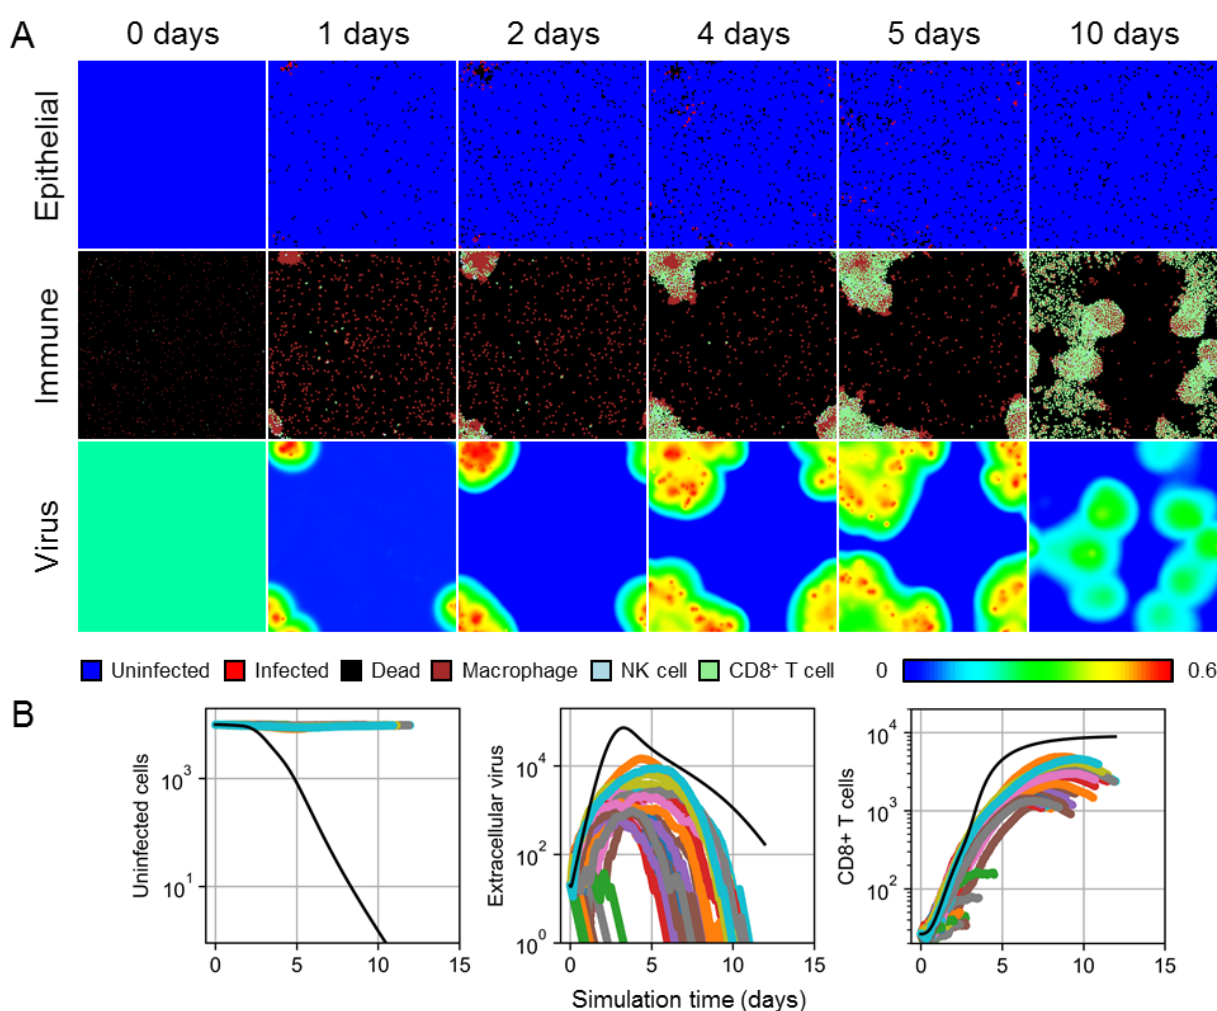 A
0 days 1 days 2 days 4 days 5 days 10 days
Epithelial
Immune
Virus
Uninfected Infected Dead Macrophage NK cell CD8⁺ T cell 0 0.6
B
Uninfected cells
10³
10¹
0 5 10 15
Extracellular virus
10⁴
10²
10⁰
0 5 10 15
CD8+ T cells
10⁴
10³
10²
0 5 10 15
Simulation time (days)